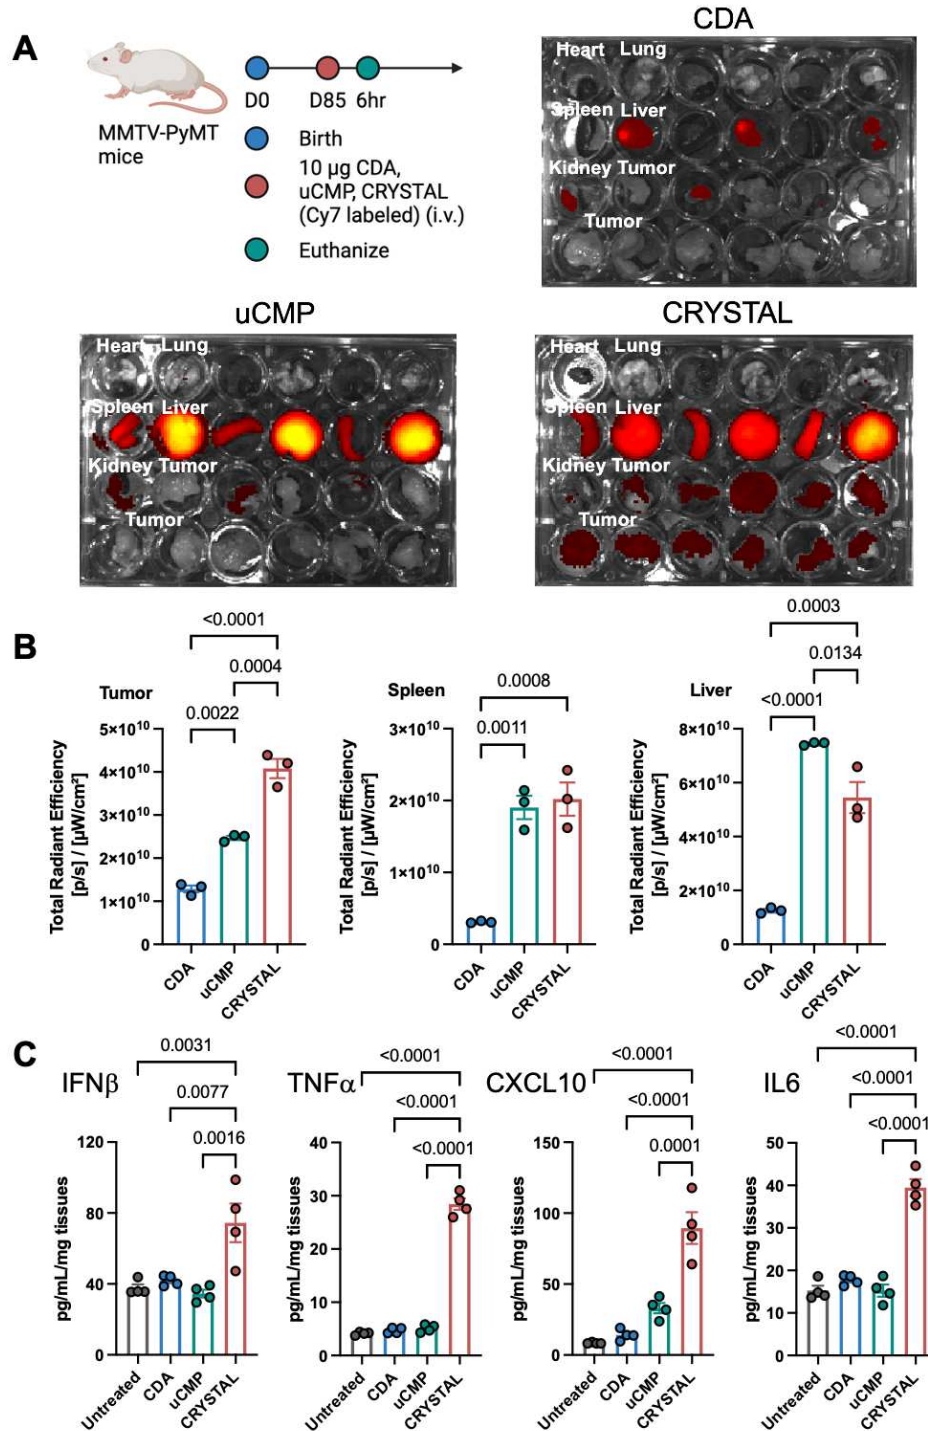 A
MMTV-PyMT
mice
D0 D85 6hr
Birth
10 µg CDA,
uCMP, CRYSTAL
(Cy7 labeled) (i.v.)
Euthanize
CDA
Heart Lung
Spleen Liver
Kidney Tumor
Tumor
uCMP
Heart Lung
Spleen Liver
Kidney Tumor
Tumor
CRYSTAL
Heart Lung
Spleen Liver
Kidney Tumor
Tumor
B
Tumor
<0.0001
0.0004
0.0022
Total Radiant Efficiency
[p/s] / [µW/cm²]
5×10¹⁰
4×10¹⁰
3×10¹⁰
2×10¹⁰
1×10¹⁰
0
CDA
uCMP
CRYSTAL
Spleen
0.0008
0.0011
Total Radiant Efficiency
[p/s] / [µW/cm²]
3×10¹⁰
2×10¹⁰
1×10¹⁰
0
CDA
uCMP
CRYSTAL
Liver
0.0003
0.0134
<0.0001
Total Radiant Efficiency
[p/s] / [µW/cm²]
8×10¹⁰
6×10¹⁰
4×10¹⁰
2×10¹⁰
0
CDA
uCMP
CRYSTAL
C
IFNβ
0.0031
0.0077
0.0016
pg/mL/mg tissues
120
80
40
0
Untreated
CDA
uCMP
CRYSTAL
TNFα
<0.0001
<0.0001
<0.0001
pg/mL/mg tissues
40
30
20
10
0
Untreated
CDA
uCMP
CRYSTAL
CXCL10
<0.0001
<0.0001
0.0001
pg/mL/mg tissues
150
100
50
0
Untreated
CDA
uCMP
CRYSTAL
IL6
<0.0001
<0.0001
<0.0001
pg/mL/mg tissues
50
40
30
20
10
0
Untreated
CDA
uCMP
CRYSTAL